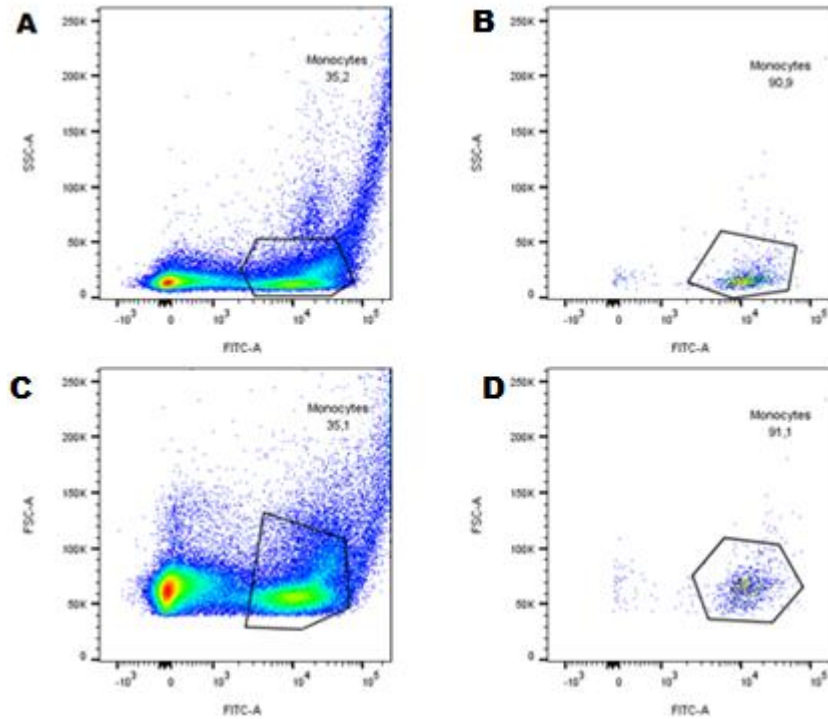 A
B
250K
200K
150K
100K
50K
0
SSC-A
Monocytes
35,2
-10³
0
10³
10⁴
10⁵
FITC-A
250K
200K
150K
100K
50K
0
SSC-A
Monocytes
90,9
-10³
0
10³
10⁴
10⁵
FITC-A
C
D
250K
200K
150K
100K
50K
0
FSC-A
Monocytes
35,1
-10³
0
10³
10⁴
10⁵
FITC-A
250K
200K
150K
100K
50K
0
FSC-A
Monocytes
91,1
-10³
0
10³
10⁴
10⁵
FITC-A